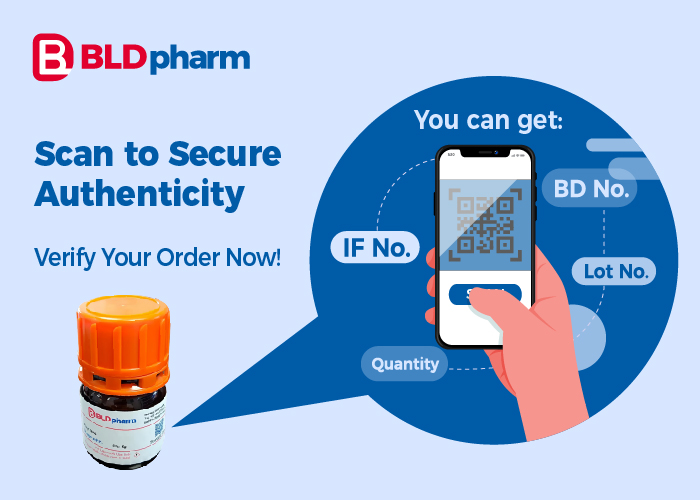 BLDpharm
Scan to Secure
Authenticity
Verify Your Order Now!
You can get:
BD No.
IF No.
Lot No.
Quantity
BLDpharm